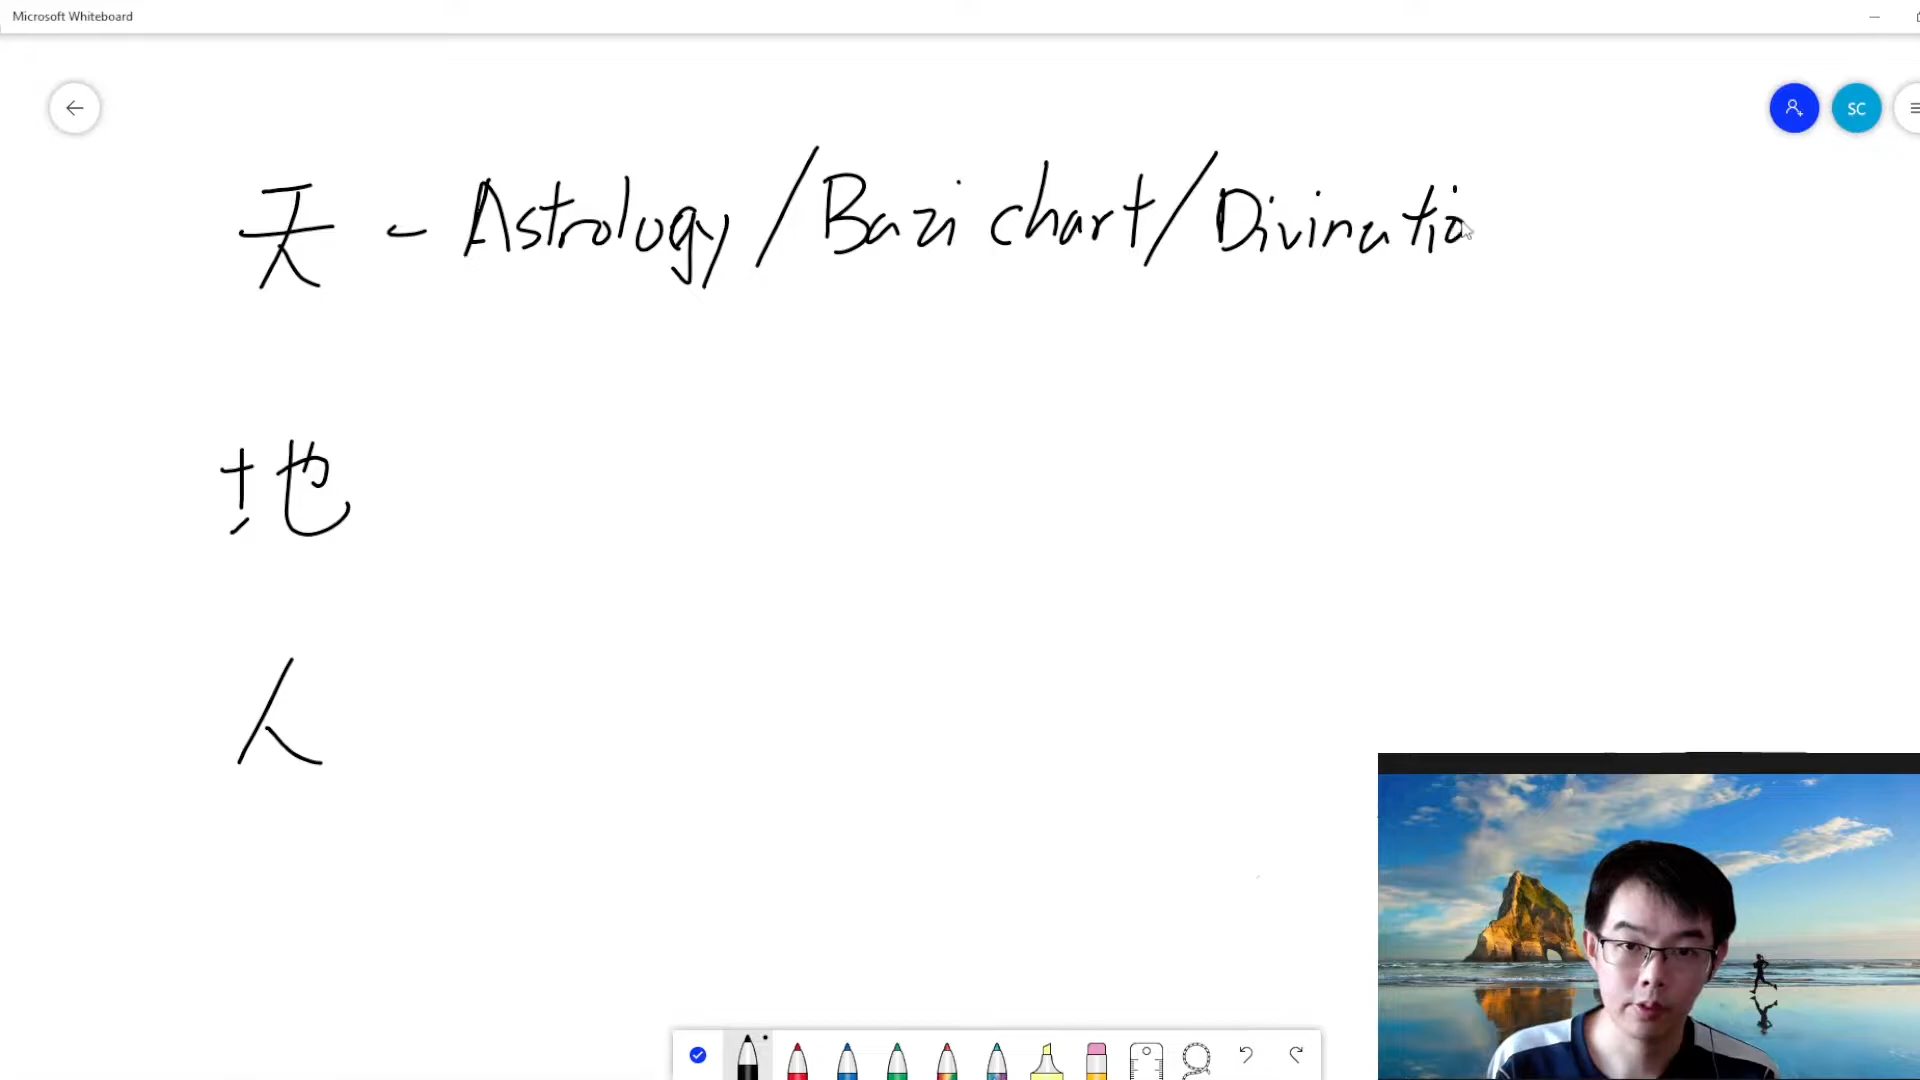 Microsoft Whiteboard
SC
天 - Astrology / Bazi chart / Divinatio
地
人